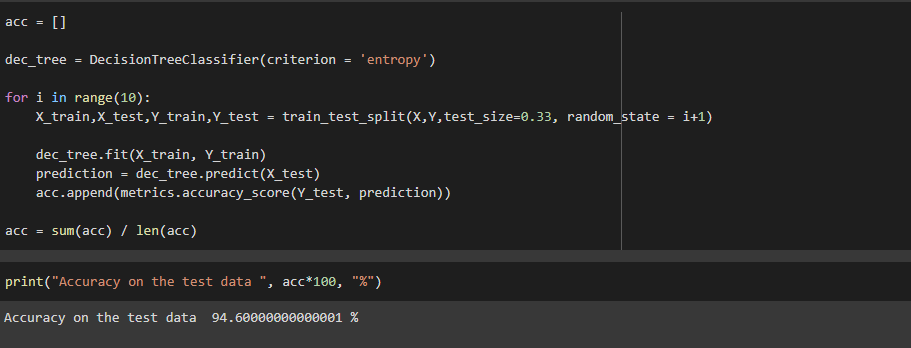 acc = []
dec_tree = DecisionTreeClassifier(criterion = 'entropy')
for i in range(10):
    X_train,X_test,Y_train,Y_test = train_test_split(X,Y,test_size=0.33, random_state = i+1)
    dec_tree.fit(X_train, Y_train)
    prediction = dec_tree.predict(X_test)
    acc.append(metrics.accuracy_score(Y_test, prediction))
acc = sum(acc) / len(acc)
print("Accuracy on the test data ", acc*100, "%")
Accuracy on the test data  94.60000000000001 %